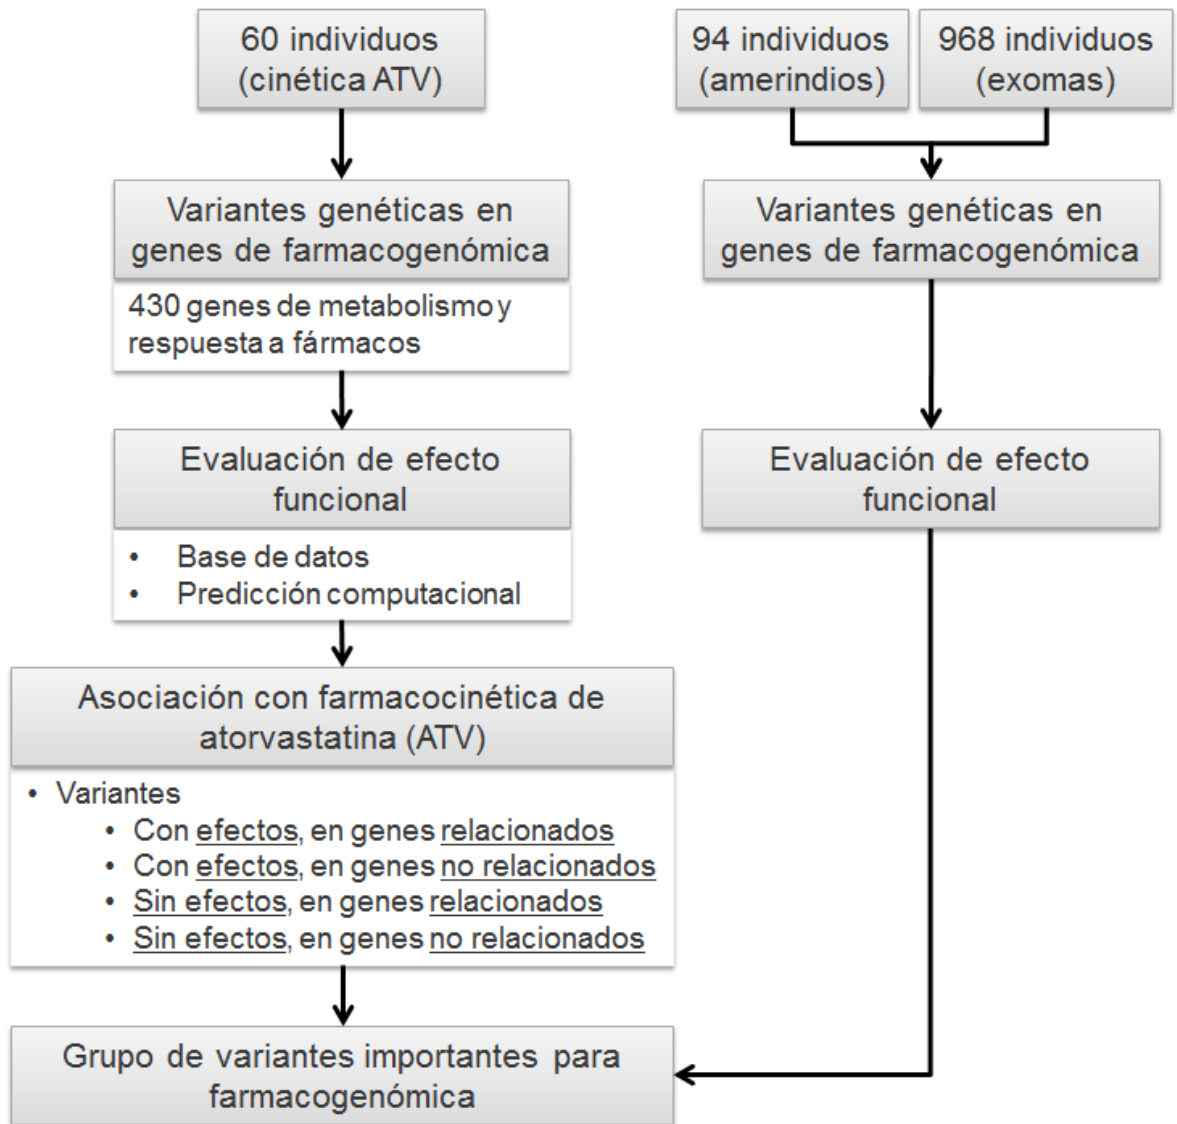 60 individuos
(cinética ATV)
94 individuos
(amerindios)
968 individuos
(exomas)
Variantes genéticas en
genes de farmacogenómica
430 genes de metabolismo y
respuesta a fármacos
Variantes genéticas en
genes de farmacogenómica
Evaluación de efecto
funcional
• Base de datos
• Predicción computacional
Evaluación de efecto
funcional
Asociación con farmacocinética de
atorvastatina (ATV)
• Variantes
• Con efectos, en genes relacionados
• Con efectos, en genes no relacionados
• Sin efectos, en genes relacionados
• Sin efectos, en genes no relacionados
Grupo de variantes importantes para
farmacogenómica